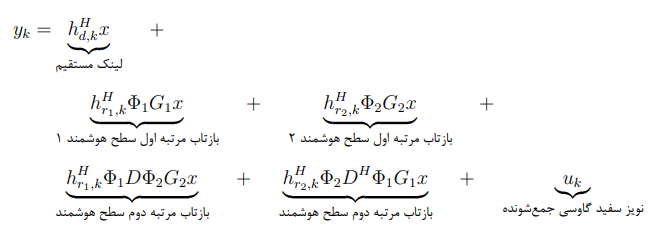 y_k = h_{d,k}^H x +
لینک مستقیم
h_{r_1,k}^H Φ_1 G_1 x + h_{r_2,k}^H Φ_2 G_2 x +
بازتاب مرتبه اول سطح هوشمند ۱ بازتاب مرتبه اول سطح هوشمند ۲
h_{r_1,k}^H Φ_1 D Φ_2 G_2 x + h_{r_2,k}^H Φ_2 D^H Φ_1 G_1 x + u_k
بازتاب مرتبه دوم سطح هوشمند بازتاب مرتبه دوم سطح هوشمند نویز سفید گاوسی جمع‌شونده